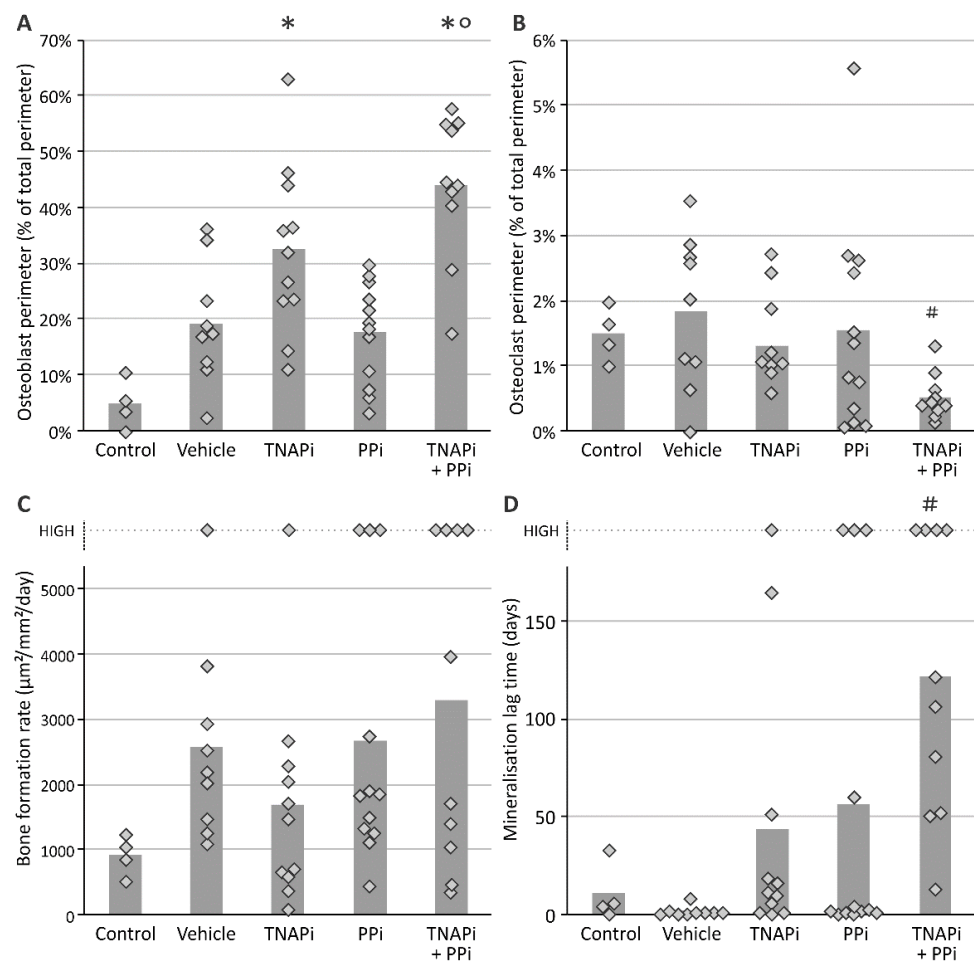 A
* *○
Osteoblast perimeter (% of total perimeter)
70%
60%
50%
40%
30%
20%
10%
0%
Control Vehicle TNAPi PPi TNAPi
+ PPi
B
Osteoclast perimeter (% of total perimeter)
6%
5%
4%
3%
2%
1%
0%
#
Control Vehicle TNAPi PPi TNAPi
+ PPi
C
HIGH
Bone formation rate (μm²/mm²/day)
5000
4000
3000
2000
1000
0
Control Vehicle TNAPi PPi TNAPi
+ PPi
D
#
HIGH
Mineralisation lag time (days)
150
100
50
0
Control Vehicle TNAPi PPi TNAPi
+ PPi